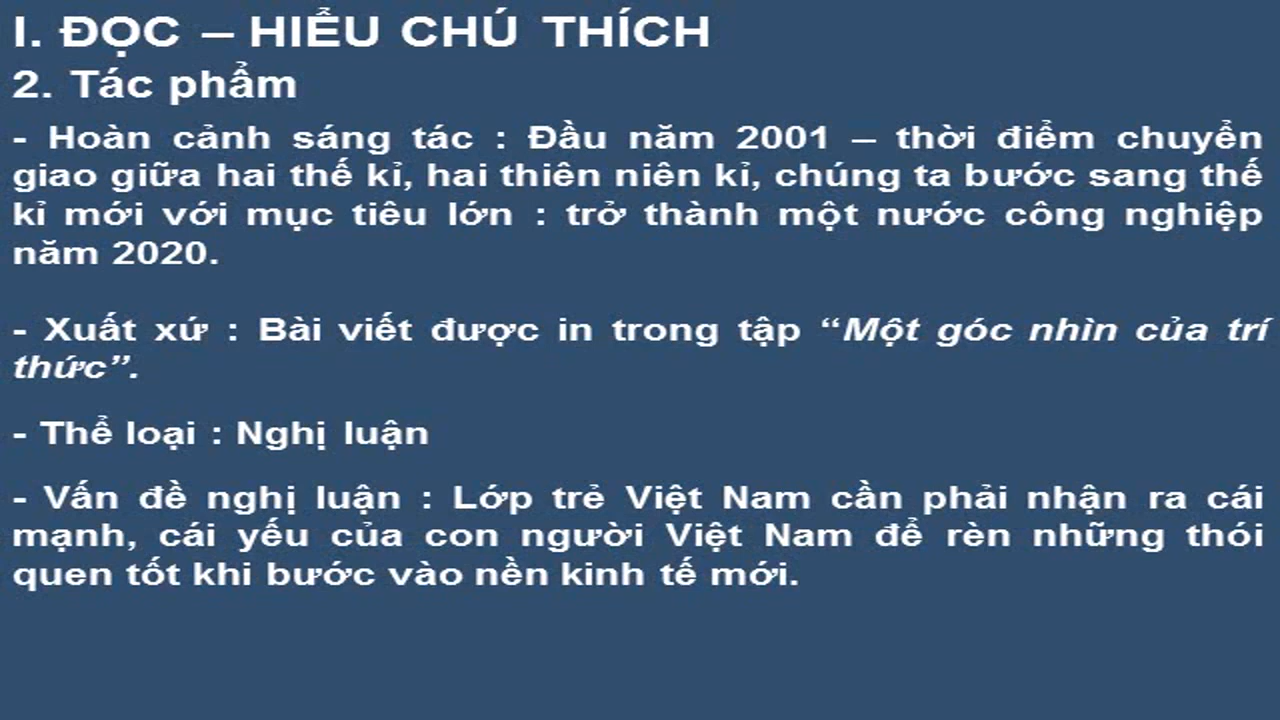 I. ĐỌC – HIỂU CHÚ THÍCH
2. Tác phẩm
- Hoàn cảnh sáng tác : Đầu năm 2001 – thời điểm chuyển
giao giữa hai thế kỉ, hai thiên niên kỉ, chúng ta bước sang thế
kỉ mới với mục tiêu lớn : trở thành một nước công nghiệp
năm 2020.
- Xuất xứ : Bài viết được in trong tập “Một góc nhìn của trí
thức”.
- Thể loại : Nghị luận
- Vấn đề nghị luận : Lớp trẻ Việt Nam cần phải nhận ra cái
mạnh, cái yếu của con người Việt Nam để rèn những thói
quen tốt khi bước vào nền kinh tế mới.